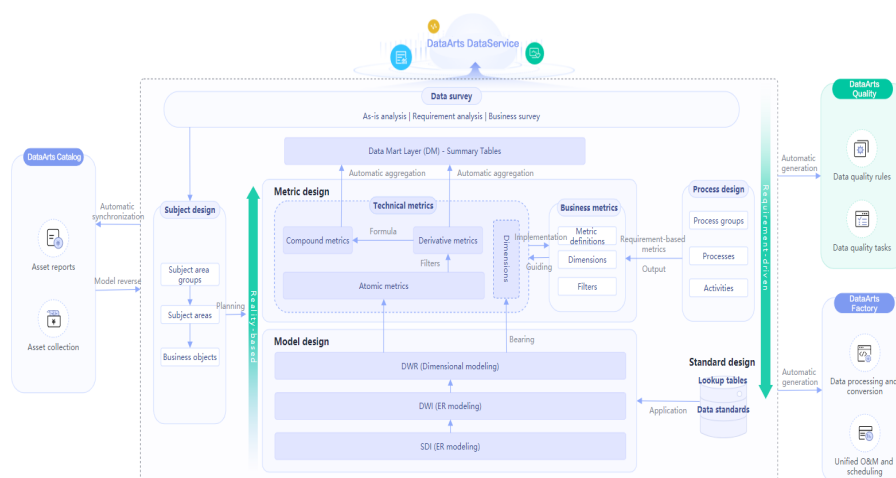 DataArts DataService
Data survey
As-is analysis | Requirement analysis | Business survey
DataArts Catalog
Asset reports
Asset collection
Automatic
synchronization
Model reverse
Subject design
Subject area
groups
Subject areas
Business objects
Planning
Reality-based
Data Mart Layer (DM) - Summary Tables
Automatic aggregation
Automatic aggregation
Metric design
Technical metrics
Compound metrics
Formula
Derivative metrics
Filters
Atomic metrics
Dimensions
Implementation
Guiding
Business metrics
Metric
definitions
Dimensions
Filters
Requirement-based
metrics
Output
Process design
Process groups
Processes
Activities
Requirement-driven
Model design
Bearing
DWR (Dimensional modeling)
DWI (ER modeling)
SDI (ER modeling)
Application
Standard design
Lookup tables
Data standards
Automatic
generation
DataArts
Quality
Data quality rules
Data quality tasks
Automatic
generation
DataArts
Factory
Data processing and
conversion
Unified O&M and
scheduling